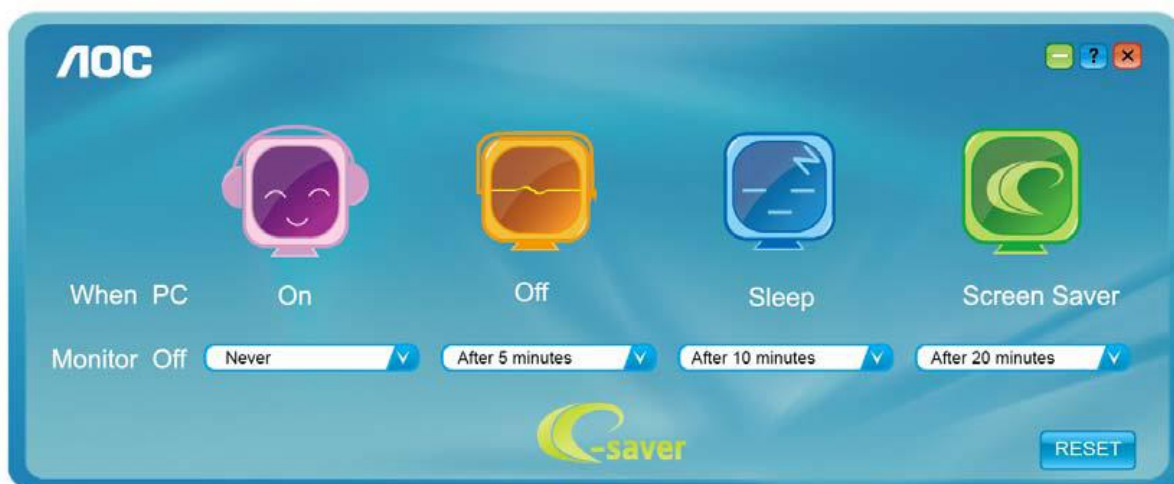 AOC
?
When PC On Off Sleep Screen Saver
Monitor Off Never After 5 minutes After 10 minutes After 20 minutes
e-saver
RESET